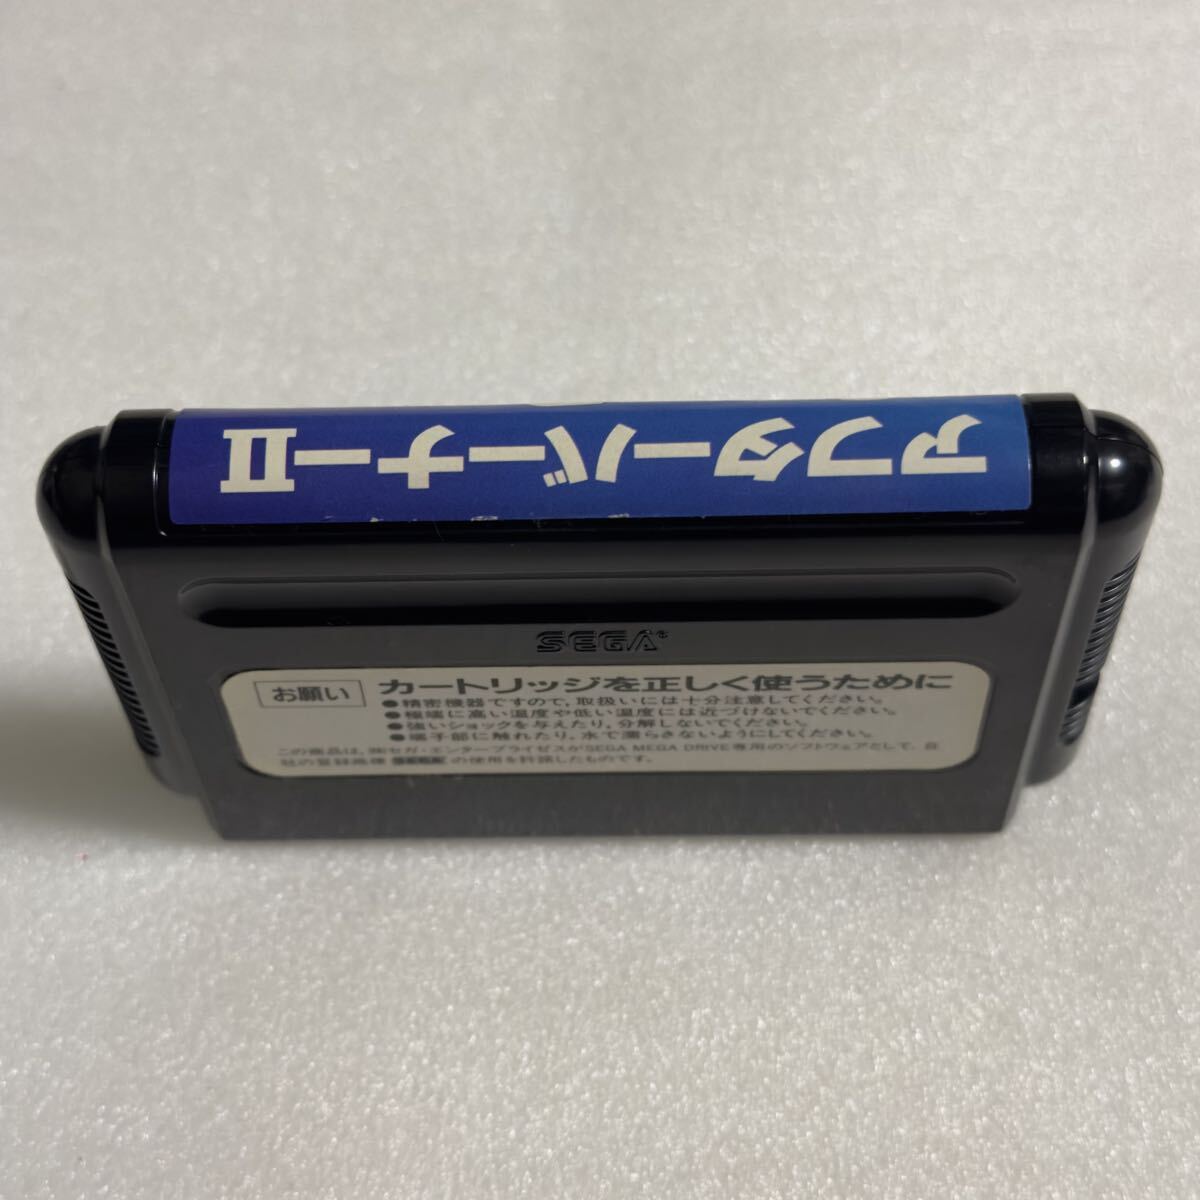 アフターバーナーII
SEGA®
お願い カートリッジを正しく使うために
●精密機器ですので、取扱いには十分注意してください。
●極端に高い温度や低い温度には近づけないでください。
●強いショックを与えたり、分解しないでください。
●端子部に触れたり、水で濡らさないようにしてください。
この商品は、㈱セガ・エンタープライゼスがSEGA MEGA DRIVE専用のソフトウェアとして、自
社の登録商標 SEGA の使用を許諾したものです。